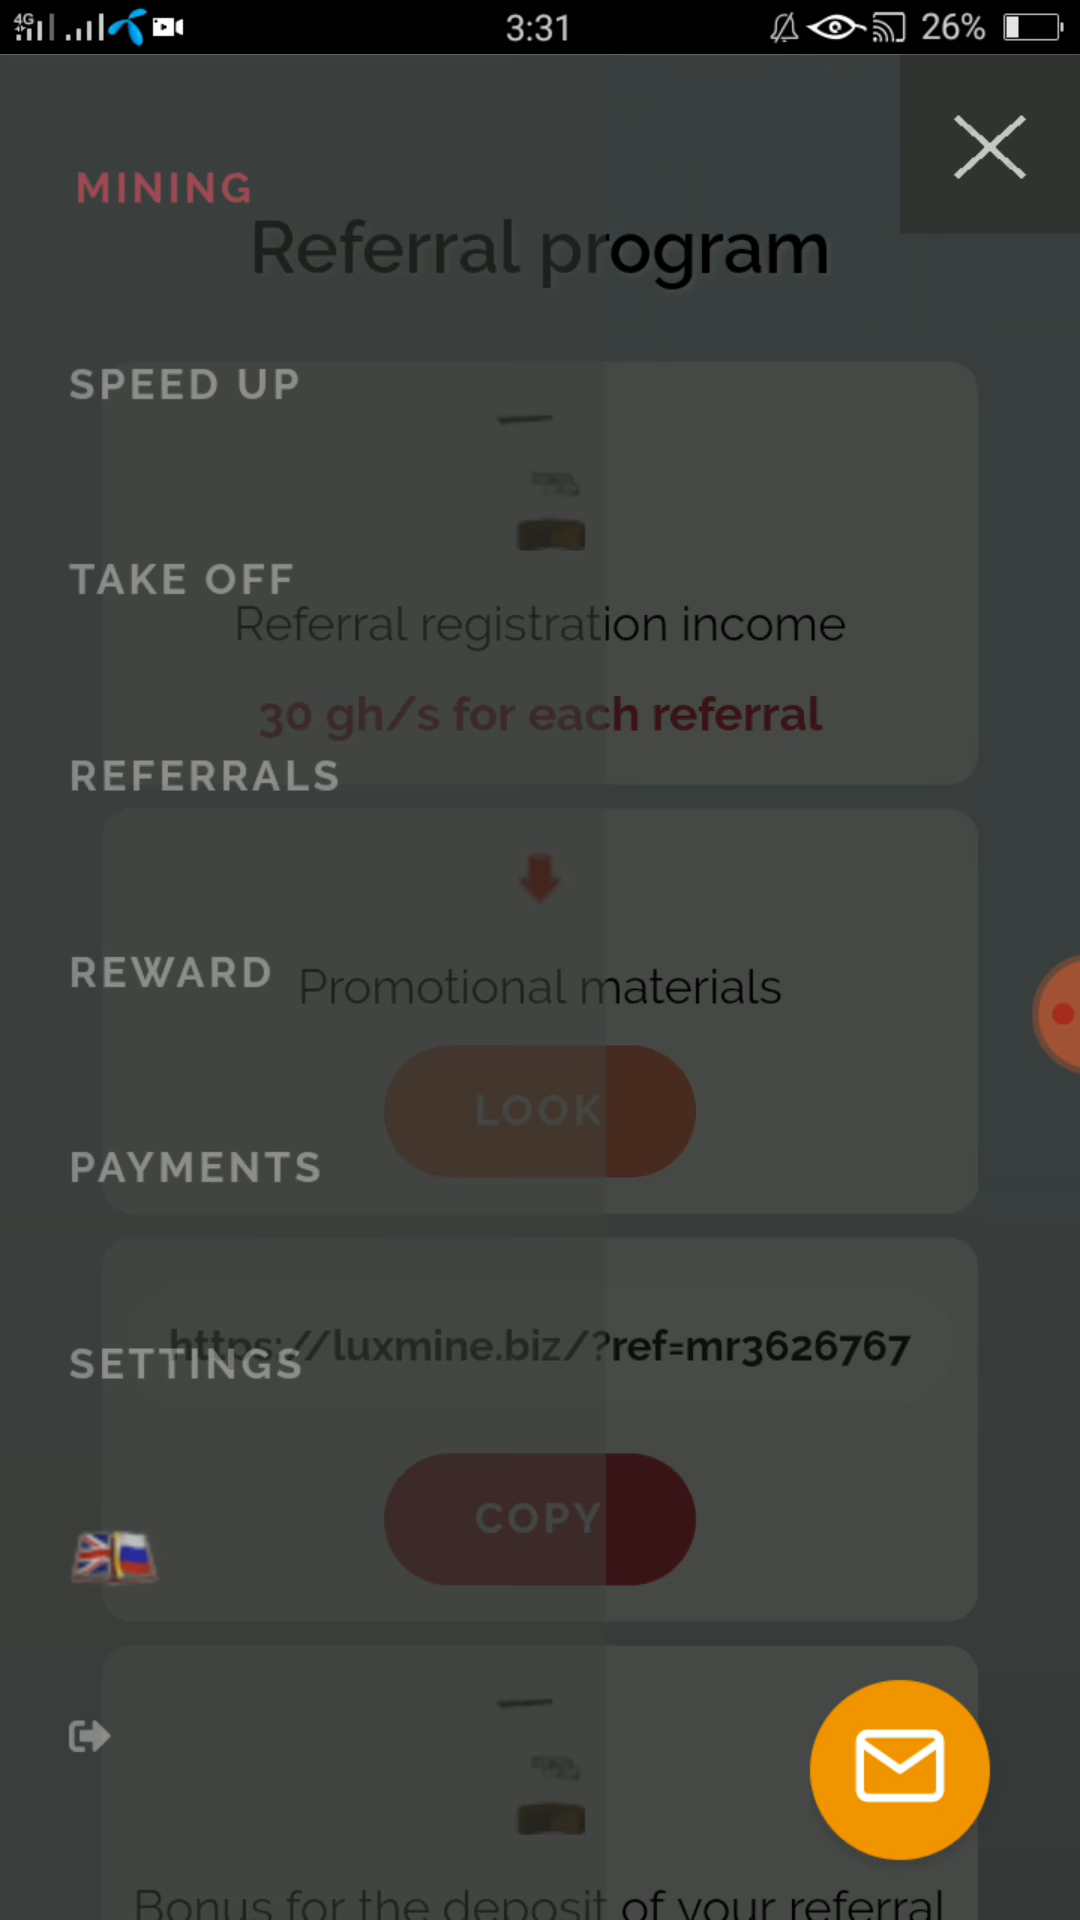 4G
3:31
26%
MINING
Referral program
SPEED UP
TAKE OFF
Referral registration income
30 gh/s for each referral
REFERRALS
REWARD
Promotional materials
LOOK
PAYMENTS
https://luxmine.biz/?ref=mr3626767
SETTINGS
COPY
Bonus for the deposit of your referral